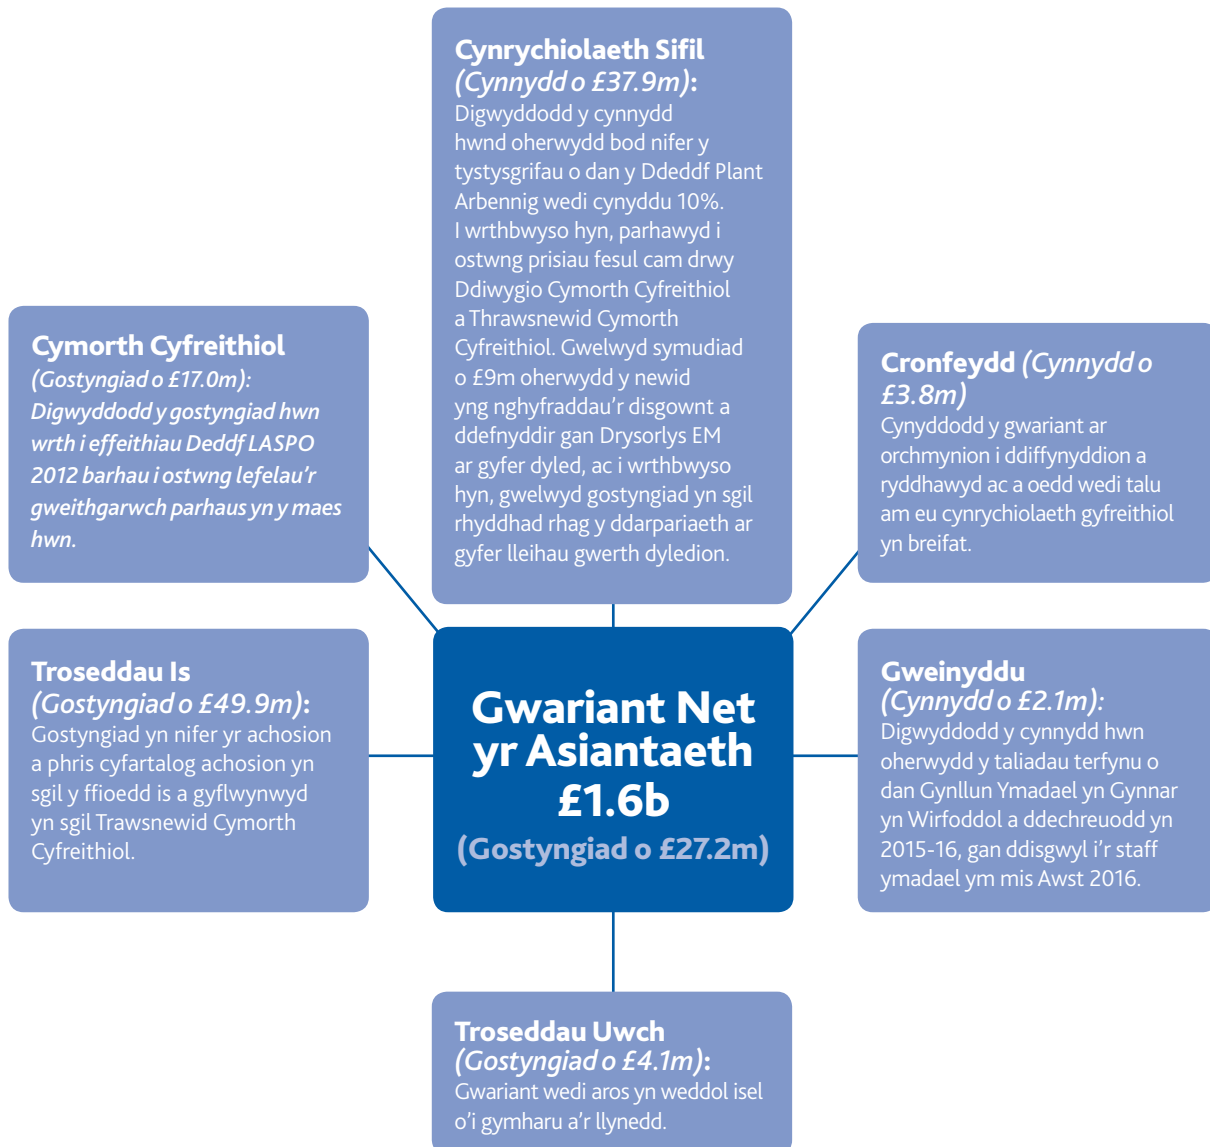 Cynrychiolaeth Sifil
(Cynnydd o £37.9m):
Digwyddodd y cynnydd
hwnd oherwydd bod nifer y
tystysgrifau o dan y Ddeddf Plant
Arbennig wedi cynyddu 10%.
I wrthbwyso hyn, parhawyd i
ostwng prisiau fesul cam drwy
Ddiwygio Cymorth Cyfreithiol
a Thrawsnewid Cymorth
Cyfreithiol. Gwelwyd symudiad
o £9m oherwydd y newid
yng nghyfraddau'r disgownt a
ddefnyddir gan Drysorlys EM
ar gyfer dyled, ac i wrthbwyso
hyn, gwelwyd gostyngiad yn sgil
rhyddhad rhag y ddarpariaeth ar
gyfer lleihau gwerth dyledion.
Cymorth Cyfreithiol
(Gostyngiad o £17.0m):
Digwyddodd y gostyngiad hwn
wrth i effeithiau Deddf LASPO
2012 barhau i ostwng lefelau'r
gweithgarwch parhaus yn y maes
hwn.
Cronfeydd (Cynnydd o
£3.8m)
Cynyddodd y gwariant ar
orchmynion i ddiffynyddion a
ryddhawyd ac a oedd wedi talu
am eu cynrychiolaeth gyfreithiol
yn breifat.
Troseddau Is
(Gostyngiad o £49.9m):
Gostyngiad yn nifer yr achosion
a phris cyfartalog achosion yn
sgil y ffioedd is a gyflwynwyd
yn sgil Trawsnewid Cymorth
Cyfreithiol.
Gwariant Net
yr Asiantaeth
£1.6b
(Gostyngiad o £27.2m)
Gweinyddu
(Cynnydd o £2.1m):
Digwyddodd y cynnydd hwn
oherwydd y taliadau terfynu o
dan Gynllun Ymadael yn Gynnar
yn Wirfoddol a ddechreuodd yn
2015-16, gan ddisgwyl i'r staff
ymadael ym mis Awst 2016.
Troseddau Uwch
(Gostyngiad o £4.1m):
Gwariant wedi aros yn weddol isel
o'i gymharu a'r llynedd.